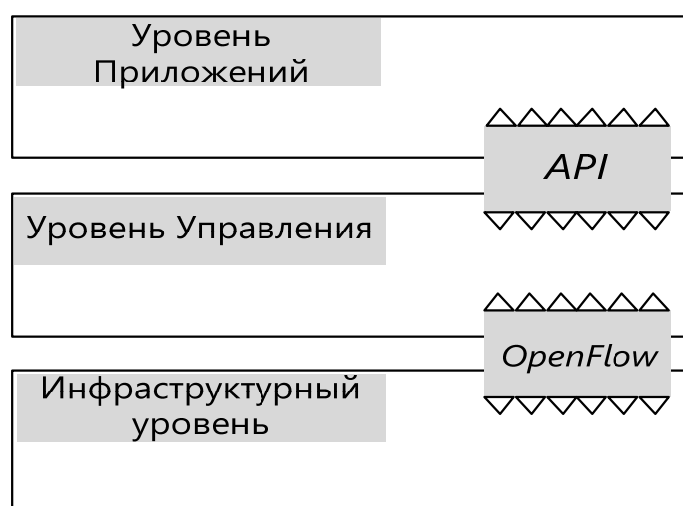 Уровень
Приложений
API
Уровень Управления
OpenFlow
Инфраструктурный
уровень